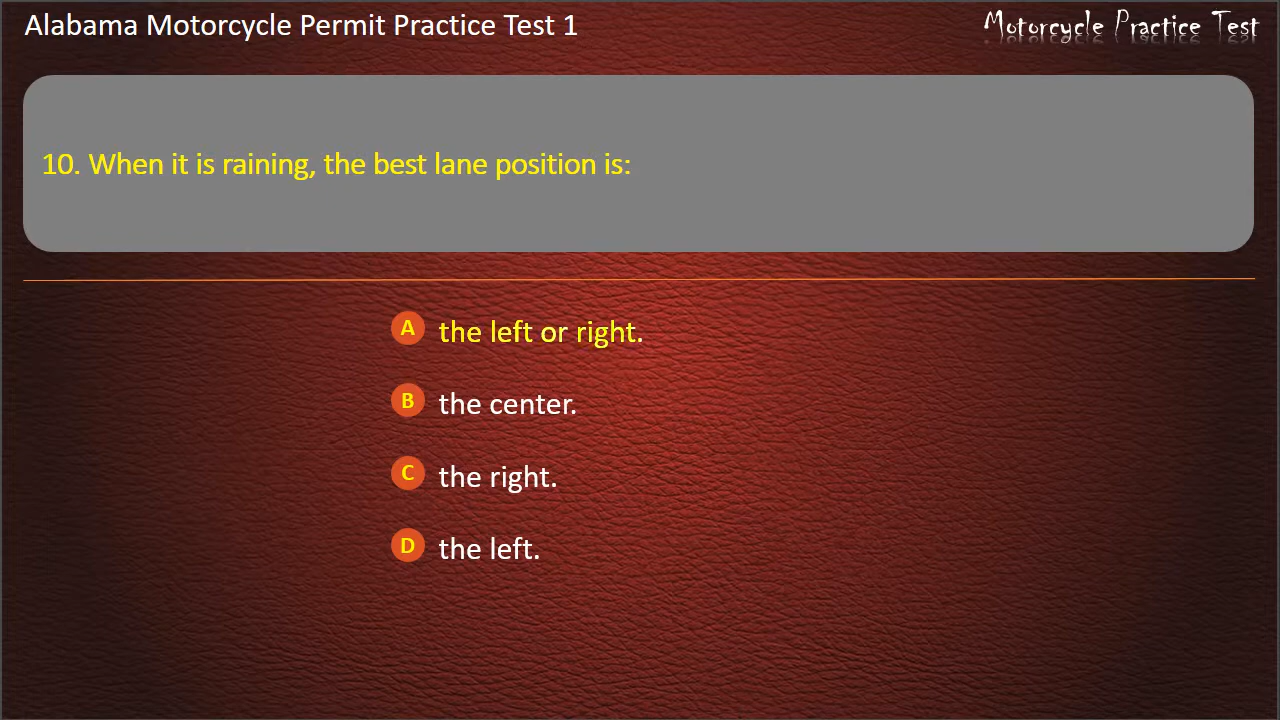 Alabama Motorcycle Permit Practice Test 1
Motorcycle Practice Test
10. When it is raining, the best lane position is:
A the left or right.
B the center.
C the right.
D the left.